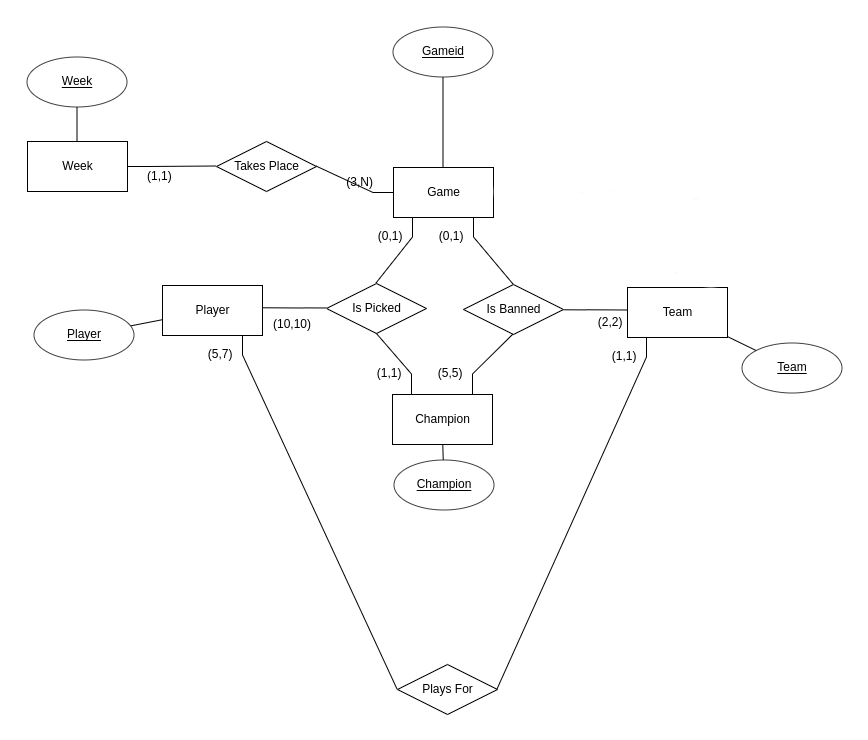 Gameid
Week
Week
(1,1)
Takes Place
(3,N)
Game
(0,1)
(0,1)
Player
Player
(10,10)
Is Picked
Is Banned
(2,2)
Team
Team
(5,7)
(1,1)
(5,5)
(1,1)
Champion
Champion
Plays For